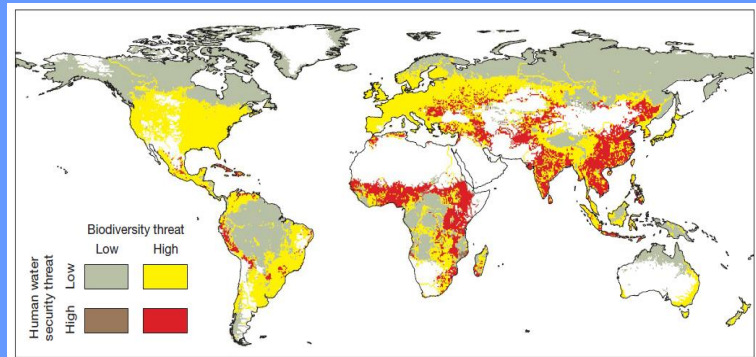 Biodiversity threat
Low High
Human water
security threat
Low
High